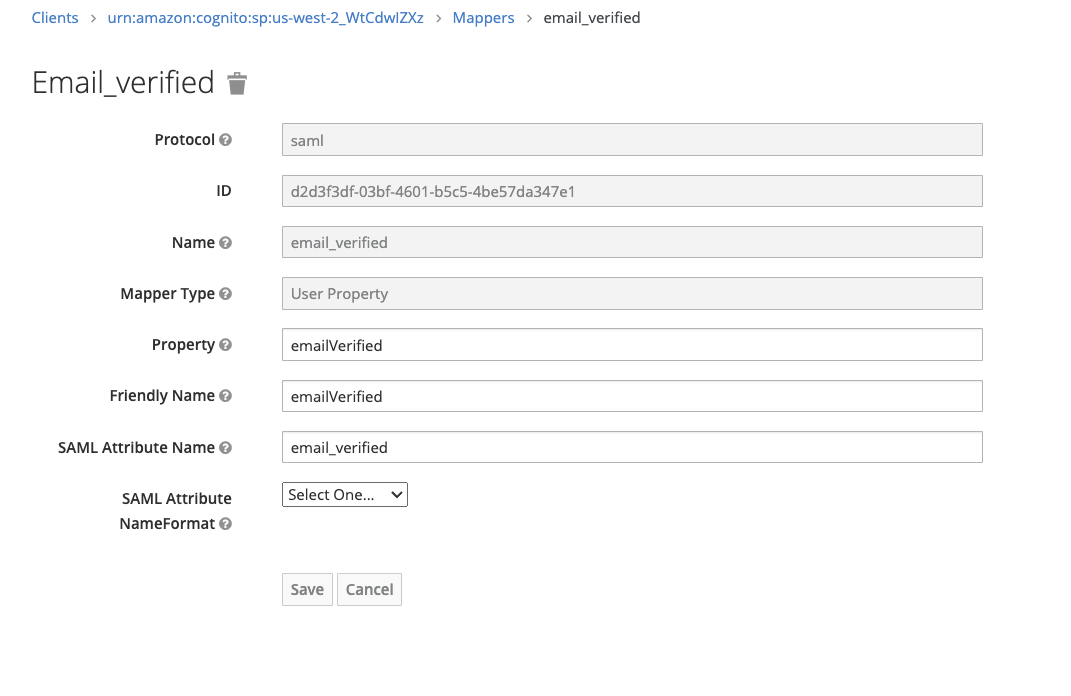 Clients > urn:amazon:cognito:sp:us-west-2_WtCdwIZXz > Mappers > email_verified
Email_verified
Protocol saml
ID d2d3f3df-03bf-4601-b5c5-4be57da347e1
Name email_verified
Mapper Type User Property
Property emailVerified
Friendly Name emailVerified
SAML Attribute Name email_verified
SAML Attribute Select One...
NameFormat
Save Cancel